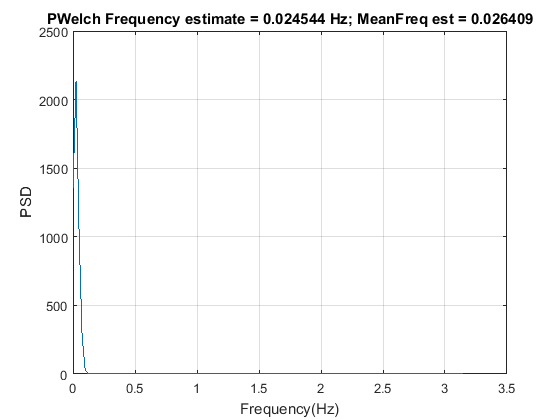 PWelch Frequency estimate = 0.024544 Hz; MeanFreq est = 0.026409
2500
2000
1500
1000
500
0
PSD
0 0.5 1 1.5 2 2.5 3 3.5
Frequency(Hz)